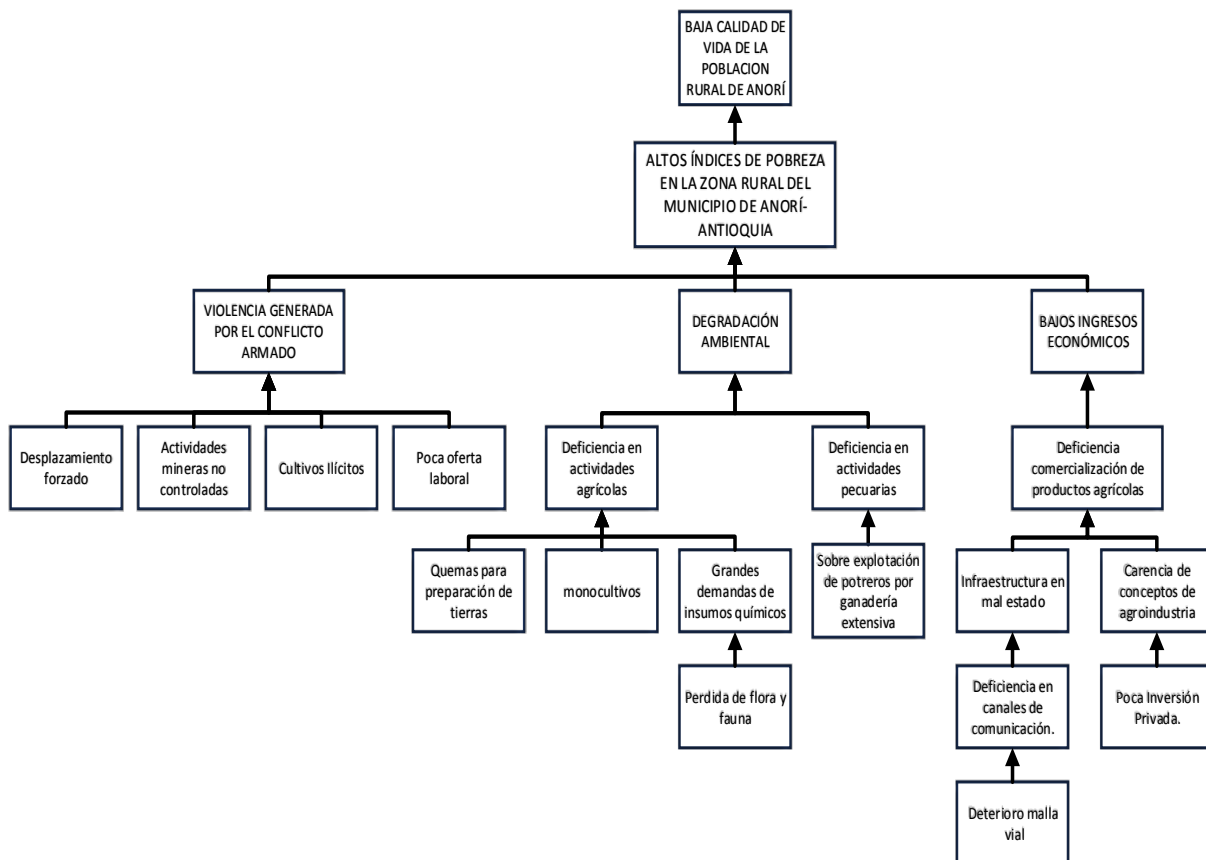 BAJA CALIDAD DE
VIDA DE LA
POBLACION
RURAL DE ANORÍ
ALTOS ÍNDICES DE POBREZA
EN LA ZONA RURAL DEL
MUNICIPIO DE ANORÍ-
ANTIOQUIA
VIOLENCIA GENERADA
POR EL CONFLICTO
ARMADO
DEGRADACIÓN
AMBIENTAL
BAJOS INGRESOS
ECONÓMICOS
Desplazamiento
forzado
Actividades
mineras no
controladas
Cultivos Ilícitos
Poca oferta
laboral
Deficiencia en
actividades
agrícolas
Deficiencia en
actividades
pecuarias
Deficiencia
comercialización de
productos agrícolas
Quemas para
preparación de
tierras
monocultivos
Grandes
demandas de
insumos químicos
Sobre explotación
de potreros por
ganadería
extensiva
Infraestructura en
mal estado
Carencia de
conceptos de
agroindustria
Perdida de flora y
fauna
Deficiencia en
canales de
comunicación.
Poca Inversión
Privada.
Deterioro malla
vial